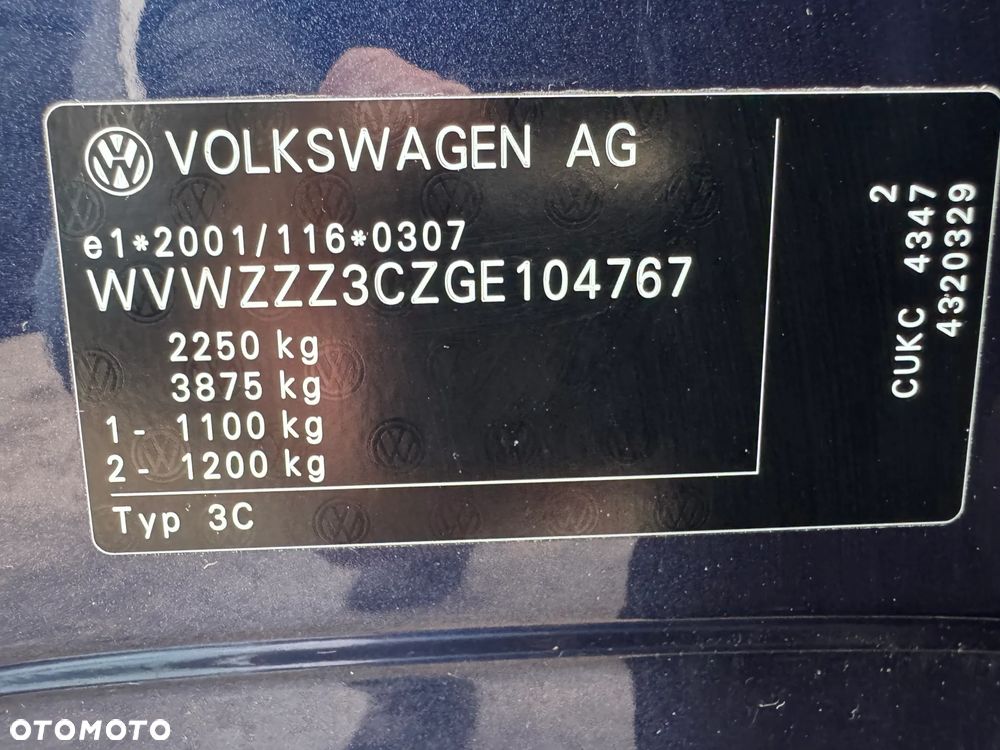 VOLKSWAGEN AG
e1*2001/116*0307
WVWZZZ3CZGE104767
2250 kg
3875 kg
1- 1100 kg
2- 1200 kg
Typ 3C
2
CUKC 4347
4320329
OTOMOTO